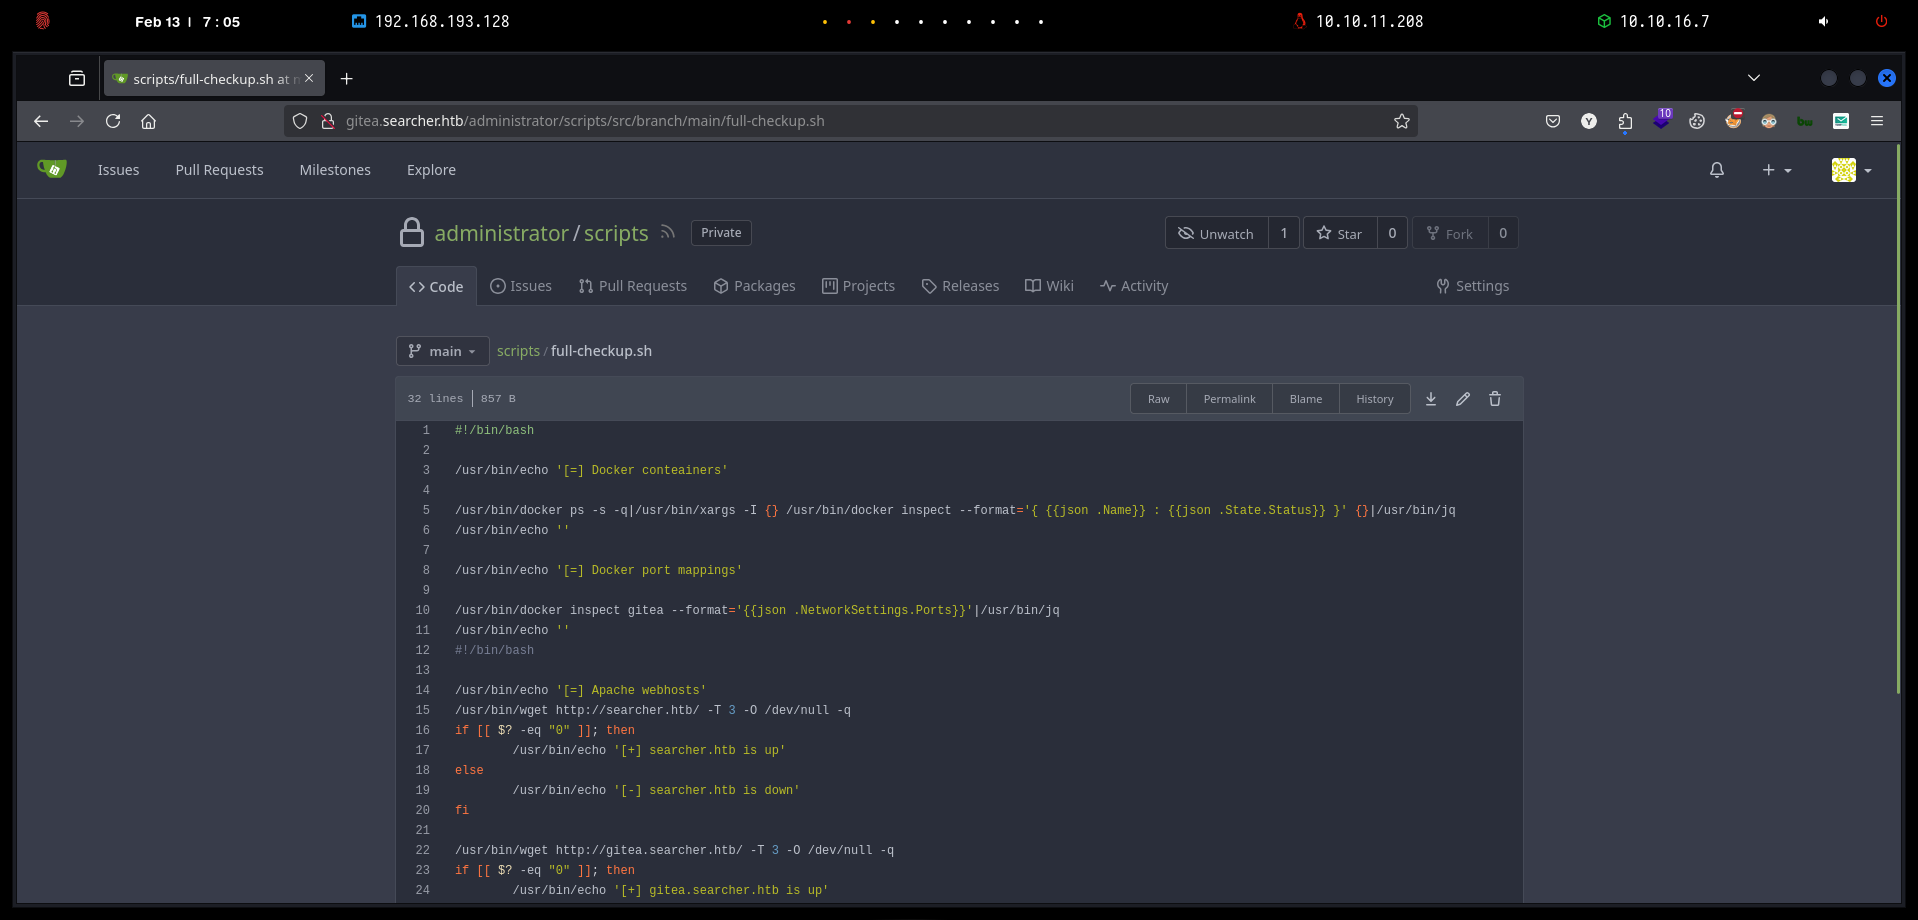 Feb 13 | 7 : 05
192.168.193.128
10.10.11.208
10.10.16.7
scripts/full-checkup.sh at
gitea.searcher.htb/administrator/scripts/src/branch/main/full-checkup.sh
Y
10
bw
Issues
Pull Requests
Milestones
Explore
administrator / scripts
Private
Unwatch 1
Star 0
Fork 0
Code
Issues
Pull Requests
Packages
Projects
Releases
Wiki
Activity
Settings
main
scripts / full-checkup.sh
32 lines | 857 B
Raw
Permalink
Blame
History
1 #!/bin/bash
2
3 /usr/bin/echo '[=] Docker conteainers'
4
5 /usr/bin/docker ps -s -q|/usr/bin/xargs -I {} /usr/bin/docker inspect --format='{ {{json .Name}} : {{json .State.Status}} }' {}|/usr/bin/jq
6 /usr/bin/echo ''
7
8 /usr/bin/echo '[=] Docker port mappings'
9
10 /usr/bin/docker inspect gitea --format='{{json .NetworkSettings.Ports}}'|/usr/bin/jq
11 /usr/bin/echo ''
12 #!/bin/bash
13
14 /usr/bin/echo '[=] Apache webhosts'
15 /usr/bin/wget http://searcher.htb/ -T 3 -O /dev/null -q
16 if [[ $? -eq "0" ]]; then
17 /usr/bin/echo '[+] searcher.htb is up'
18 else
19 /usr/bin/echo '[-] searcher.htb is down'
20 fi
21
22 /usr/bin/wget http://gitea.searcher.htb/ -T 3 -O /dev/null -q
23 if [[ $? -eq "0" ]]; then
24 /usr/bin/echo '[+] gitea.searcher.htb is up'